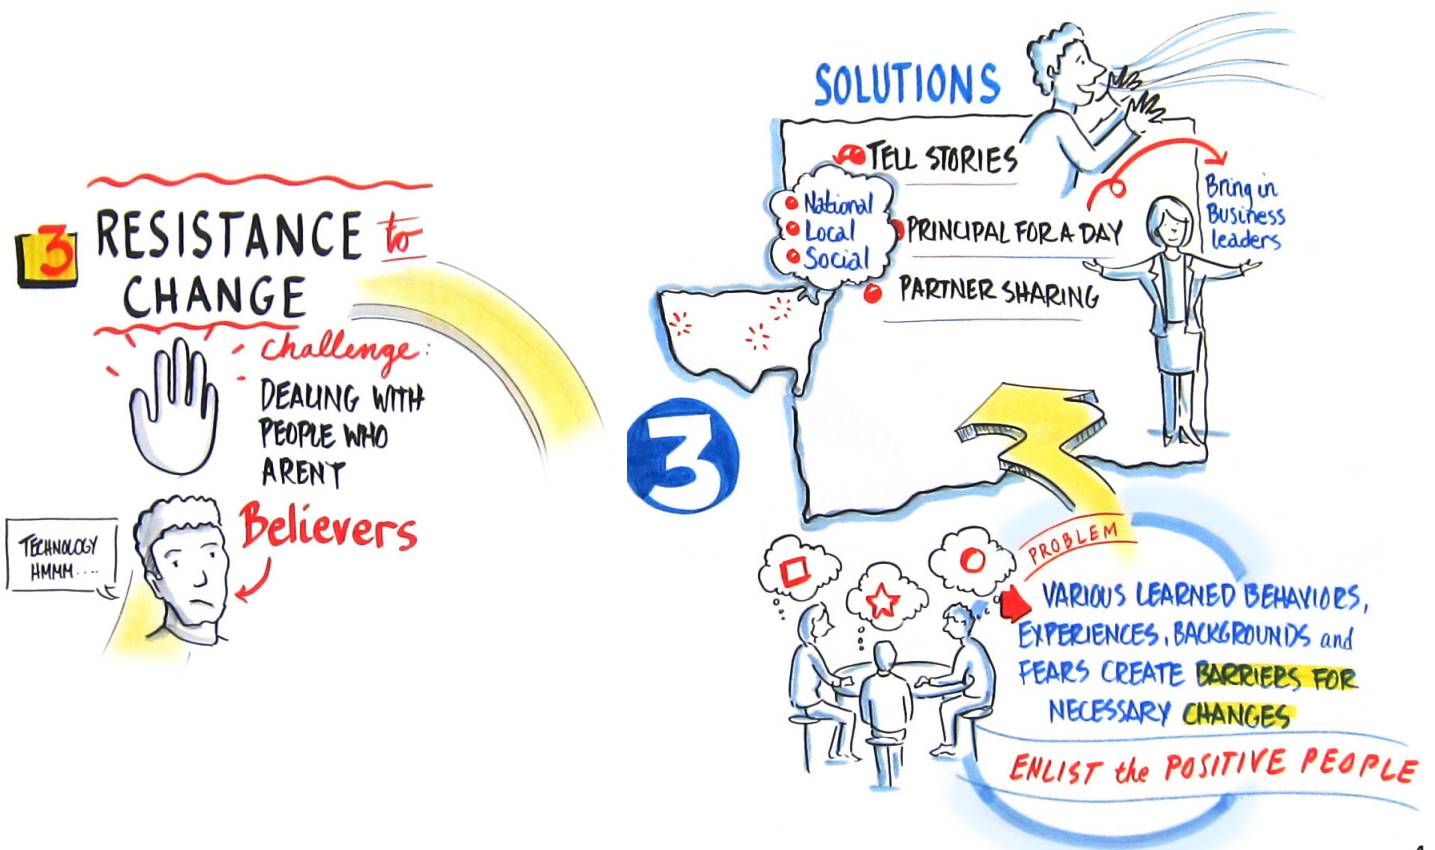 3
RESISTANCE to
CHANGE
challenge:
DEALING WITH
PEOPLE WHO
ARENT
Believers
TECHNOLOGY
HMMM....
SOLUTIONS
TELL STORIES
National
Local
Social
PRINCIPAL FOR A DAY
PARTNER SHARING
Bring in
Business
leaders
3
PROBLEM
VARIOUS LEARNED BEHAVIORS,
EXPERIENCES, BACKGROUNDS and
FEARS CREATE BARRIERS FOR
NECESSARY CHANGES
ENLIST the POSITIVE PEOPLE